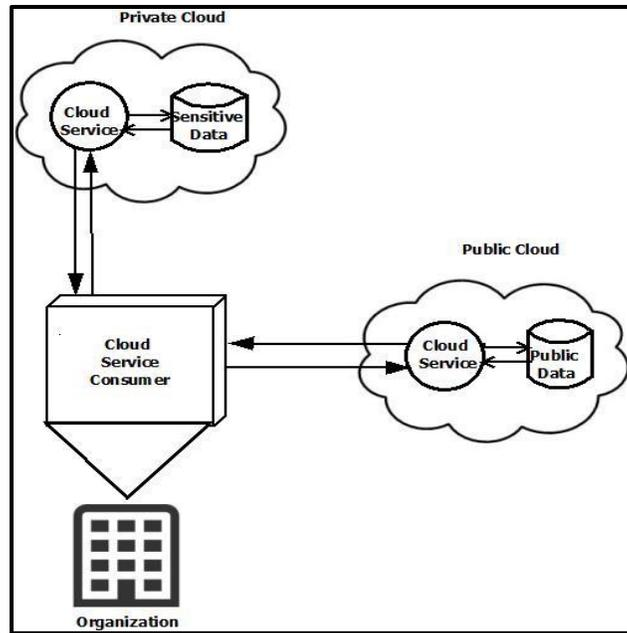 Private Cloud
Cloud
Service
Sensitive
Data
Public Cloud
Cloud
Service
Public
Data
Cloud
Service
Consumer
Organization